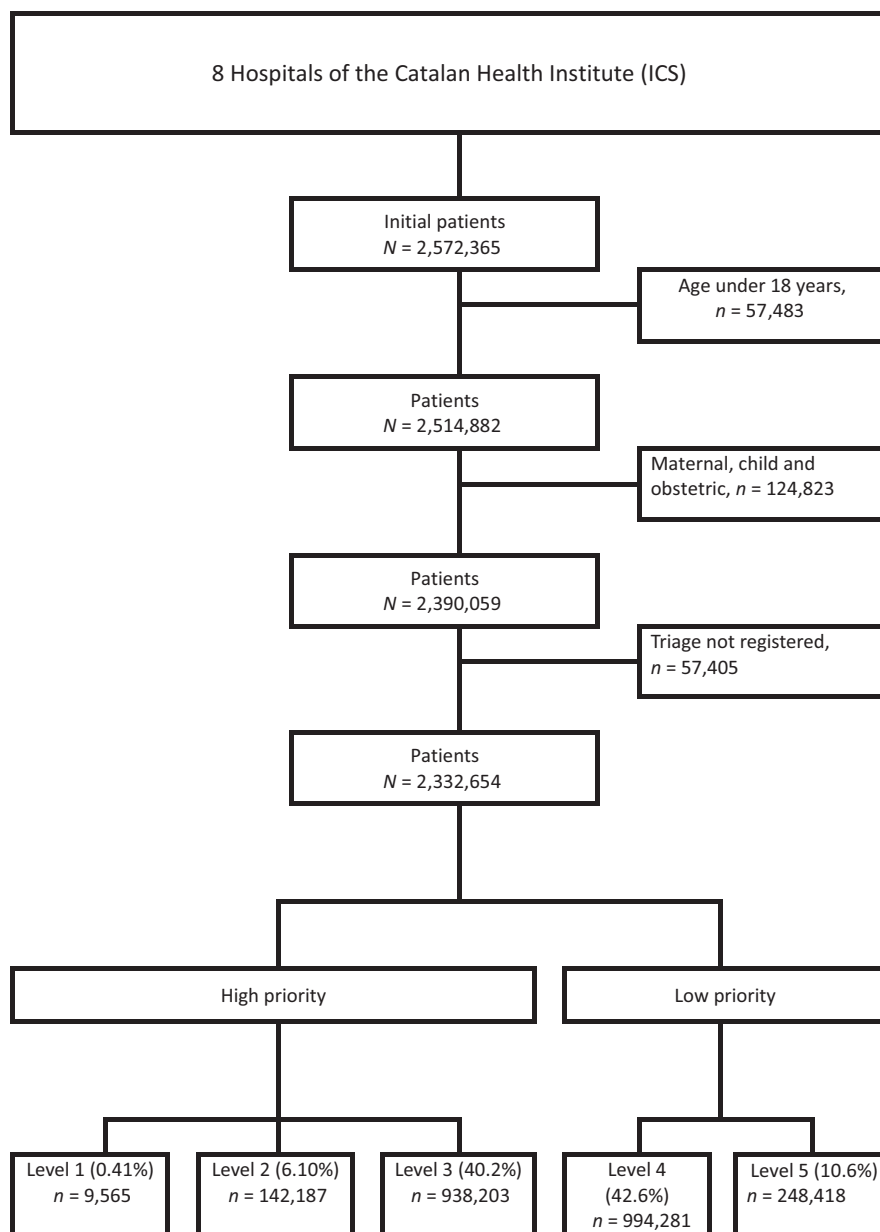 8 Hospitals of the Catalan Health Institute (ICS)
Initial patients
N = 2,572,365
Age under 18 years,
n = 57,483
Patients
N = 2,514,882
Maternal, child and
obstetric, n = 124,823
Patients
N = 2,390,059
Triage not registered,
n = 57,405
Patients
N = 2,332,654
High priority
Low priority
Level 1 (0.41%)
n = 9,565
Level 2 (6.10%)
n = 142,187
Level 3 (40.2%)
n = 938,203
Level 4
(42.6%)
n = 994,281
Level 5 (10.6%)
n = 248,418